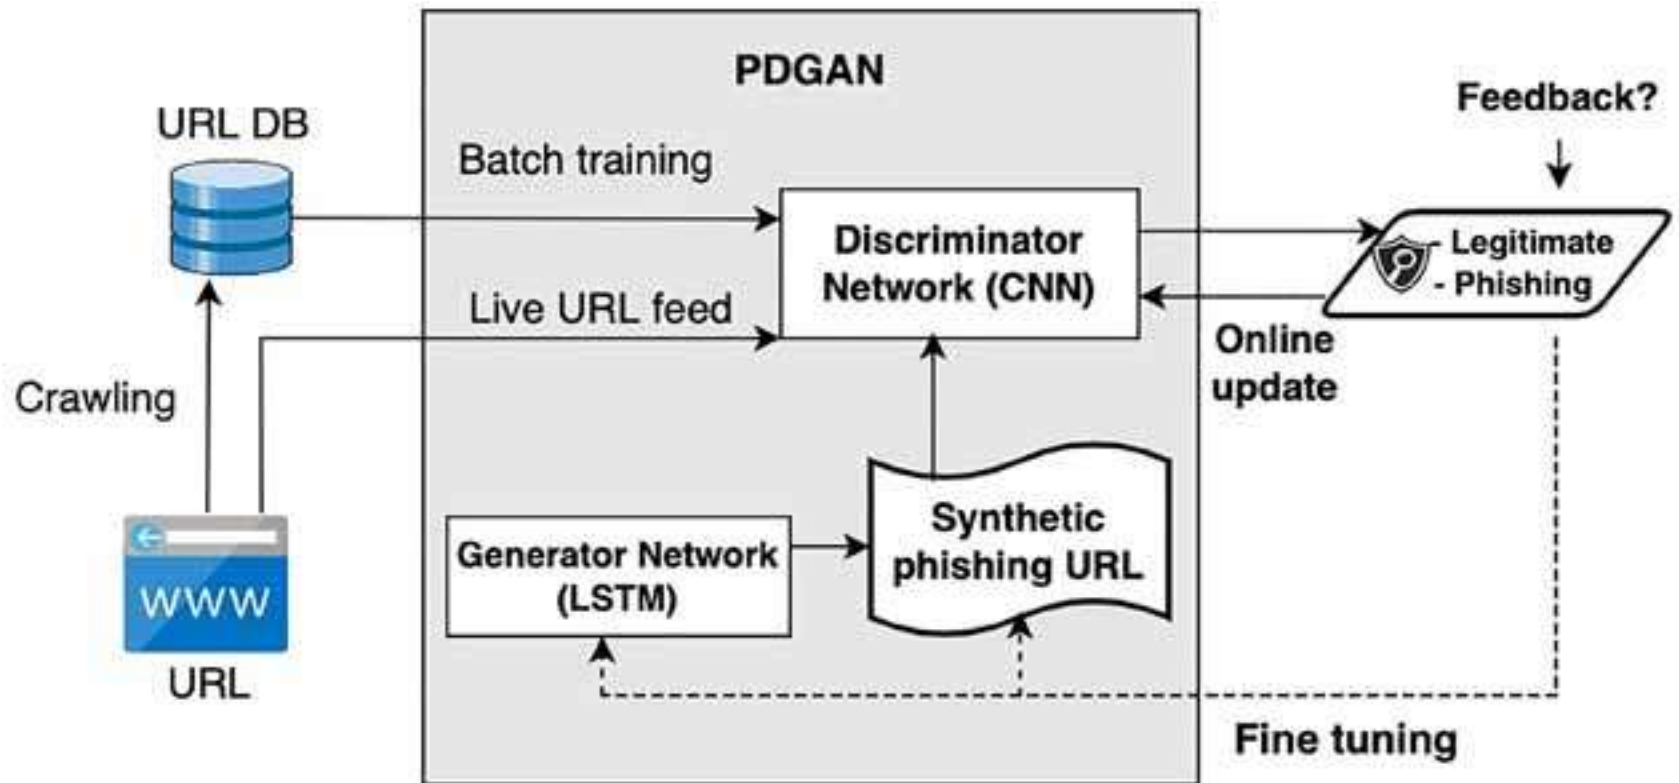 PDGAN
URL DB
Batch training
Feedback?
Discriminator
Network (CNN)
- Legitimate
- Phishing
Live URL feed
Online
update
Crawling
Synthetic
phishing URL
Generator Network
(LSTM)
WWW
URL
Fine tuning